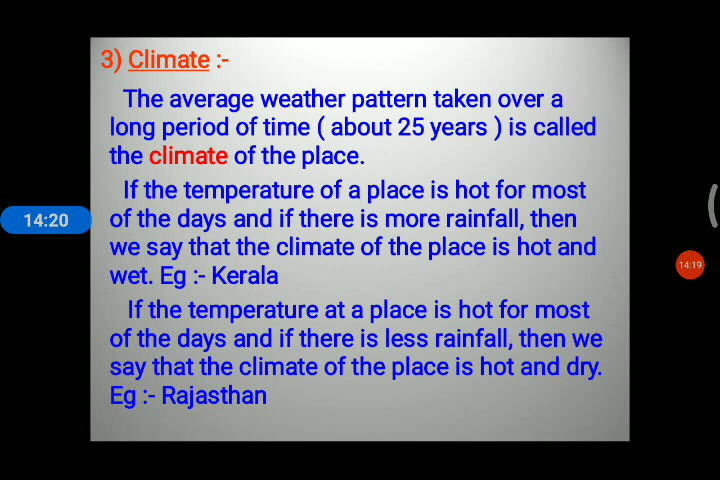 3) Climate :-
The average weather pattern taken over a
long period of time ( about 25 years ) is called
the climate of the place.
If the temperature of a place is hot for most
of the days and if there is more rainfall, then
we say that the climate of the place is hot and
wet. Eg :- Kerala
If the temperature at a place is hot for most
of the days and if there is less rainfall, then we
say that the climate of the place is hot and dry.
Eg :- Rajasthan
14:20
14:19